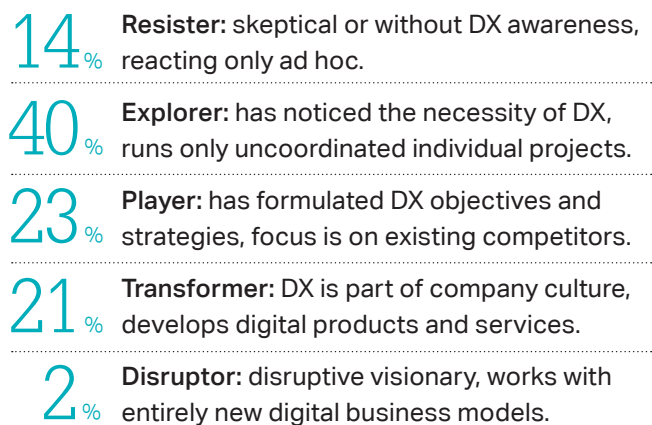 14% Resister: skeptical or without DX awareness,
reacting only ad hoc.
40% Explorer: has noticed the necessity of DX,
runs only uncoordinated individual projects.
23% Player: has formulated DX objectives and
strategies, focus is on existing competitors.
21% Transformer: DX is part of company culture,
develops digital products and services.
2% Disruptor: disruptive visionary, works with
entirely new digital business models.